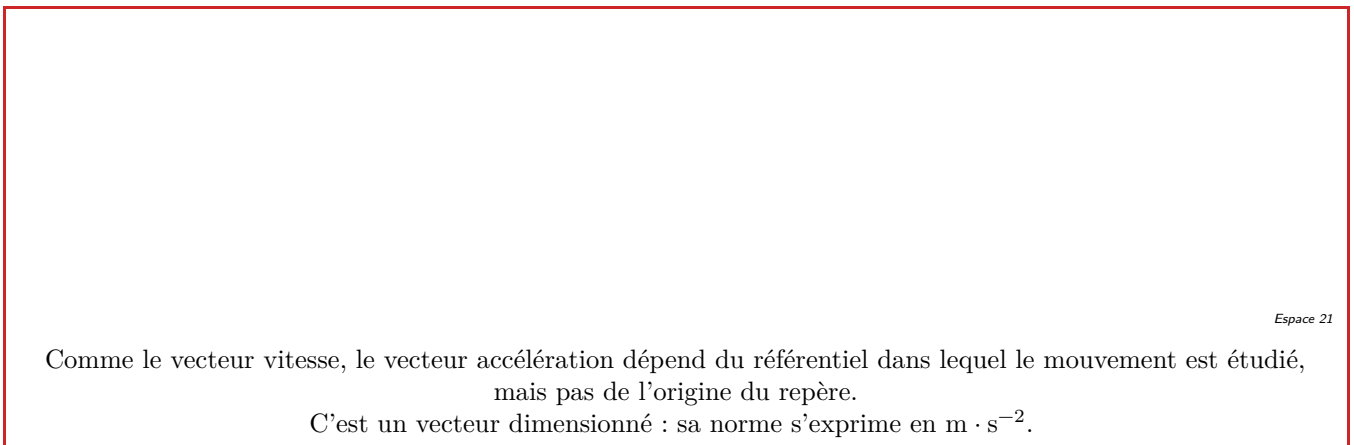 Espace 21
Comme le vecteur vitesse, le vecteur accélération dépend du référentiel dans lequel le mouvement est étudié,
mais pas de l'origine du repère.
C'est un vecteur dimensionné : sa norme s'exprime en m · s⁻².